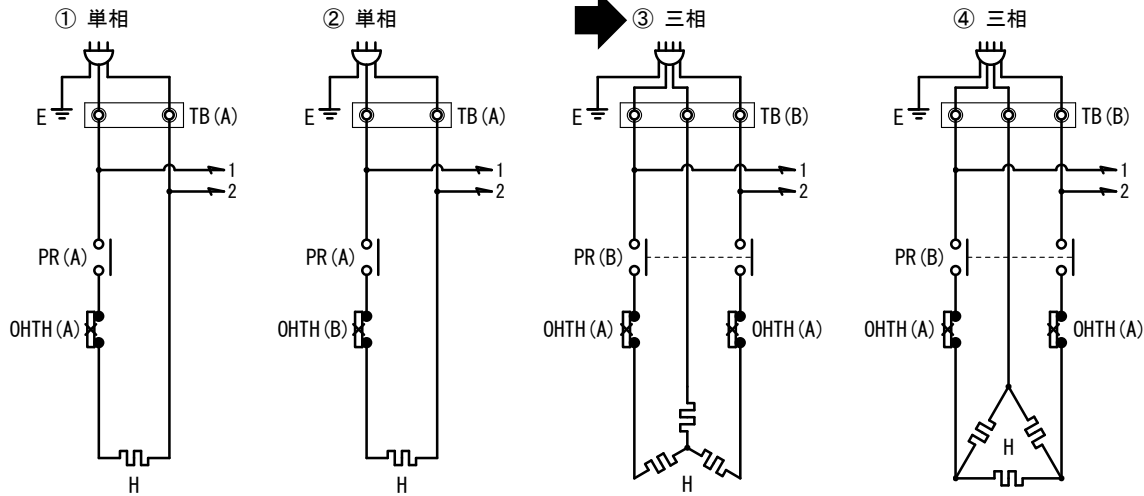 ① 単相
② 単相
③ 三相
④ 三相
E
TB(A)
E
TB(A)
E
TB(B)
E
TB(B)
1
2
1
2
1
2
1
2
PR(A)
PR(A)
PR(B)
PR(B)
OHTH(A)
OHTH(B)
OHTH(A)
OHTH(A)
OHTH(A)
OHTH(A)
H
H
H
H